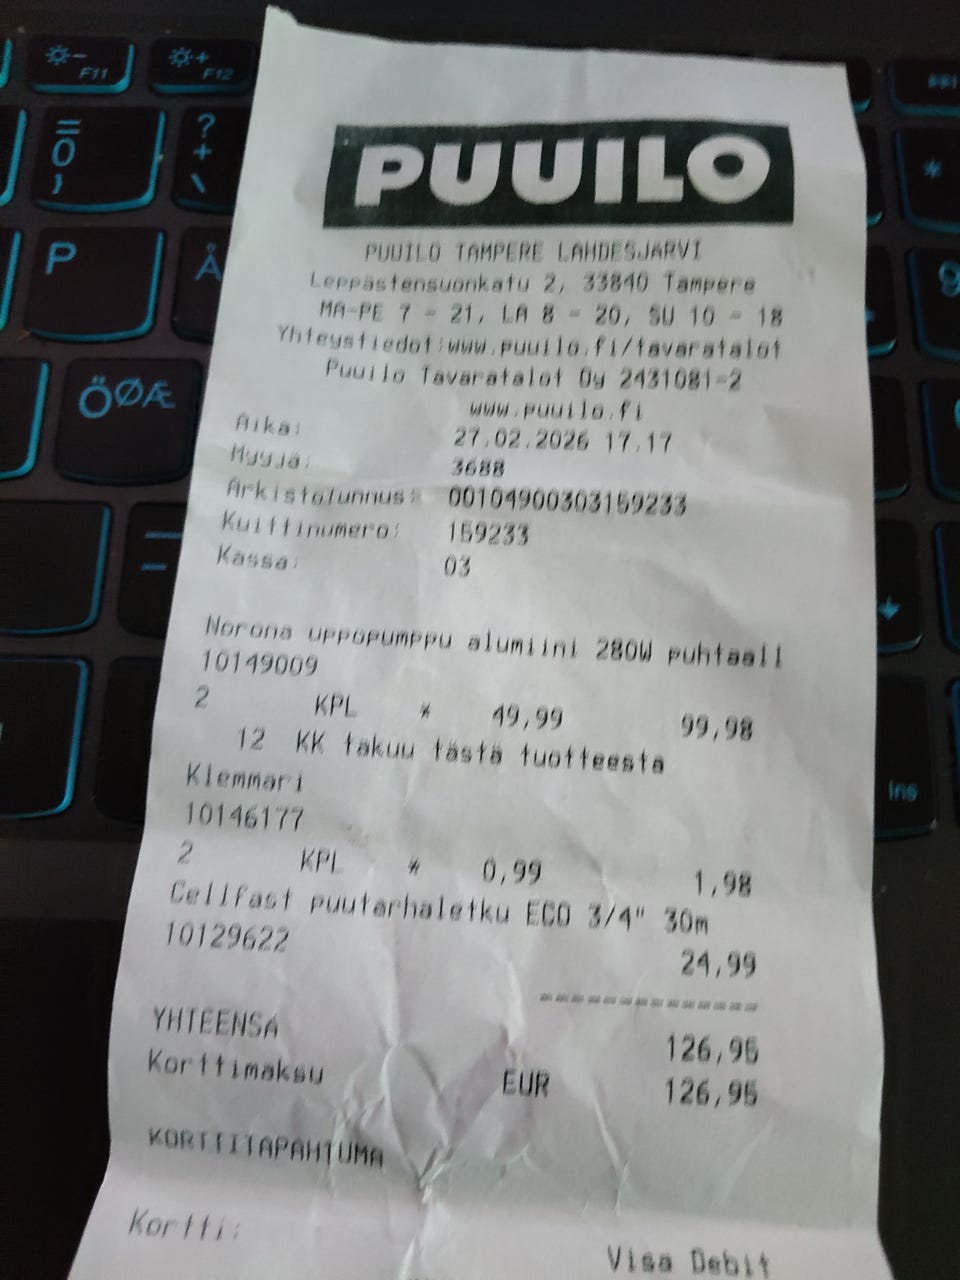 PUUILO
PUUILO TAMPERE LAHDESJÄRVI
Leppästensuonkatu 2, 33840 Tampere
MA-PE 7 - 21, LA 8 - 20, SU 10 - 18
Yhteystiedot:www.puuilo.fi/tavaratalot
Puuilo Tavaratalot Oy 2431081-2
www.puuilo.fi
Aika: 27.02.2026 17.17
Myyjä: 3688
Arkistotunnus: 00104900303159233
Kuittinumero: 159233
Kassa: 03
Norona uppopumppu alumiini 280W puhtaall
10149009
2 KPL * 49,99 99,98
12 KK takuu tästä tuotteesta
Klemmari
10146177
2 KPL * 0,99 1,98
Cellfast puutarhaletku ECO 3/4" 30m
10129622 24,99
---------------
YHTEENSÄ 126,95
Korttimaksu EUR 126,95
KORTTITAPAHTUMA
Kortti: Visa Debit
F11
F12
=
0
}
?
+
\
P
Å
ÖØÆ
*
9
Ins